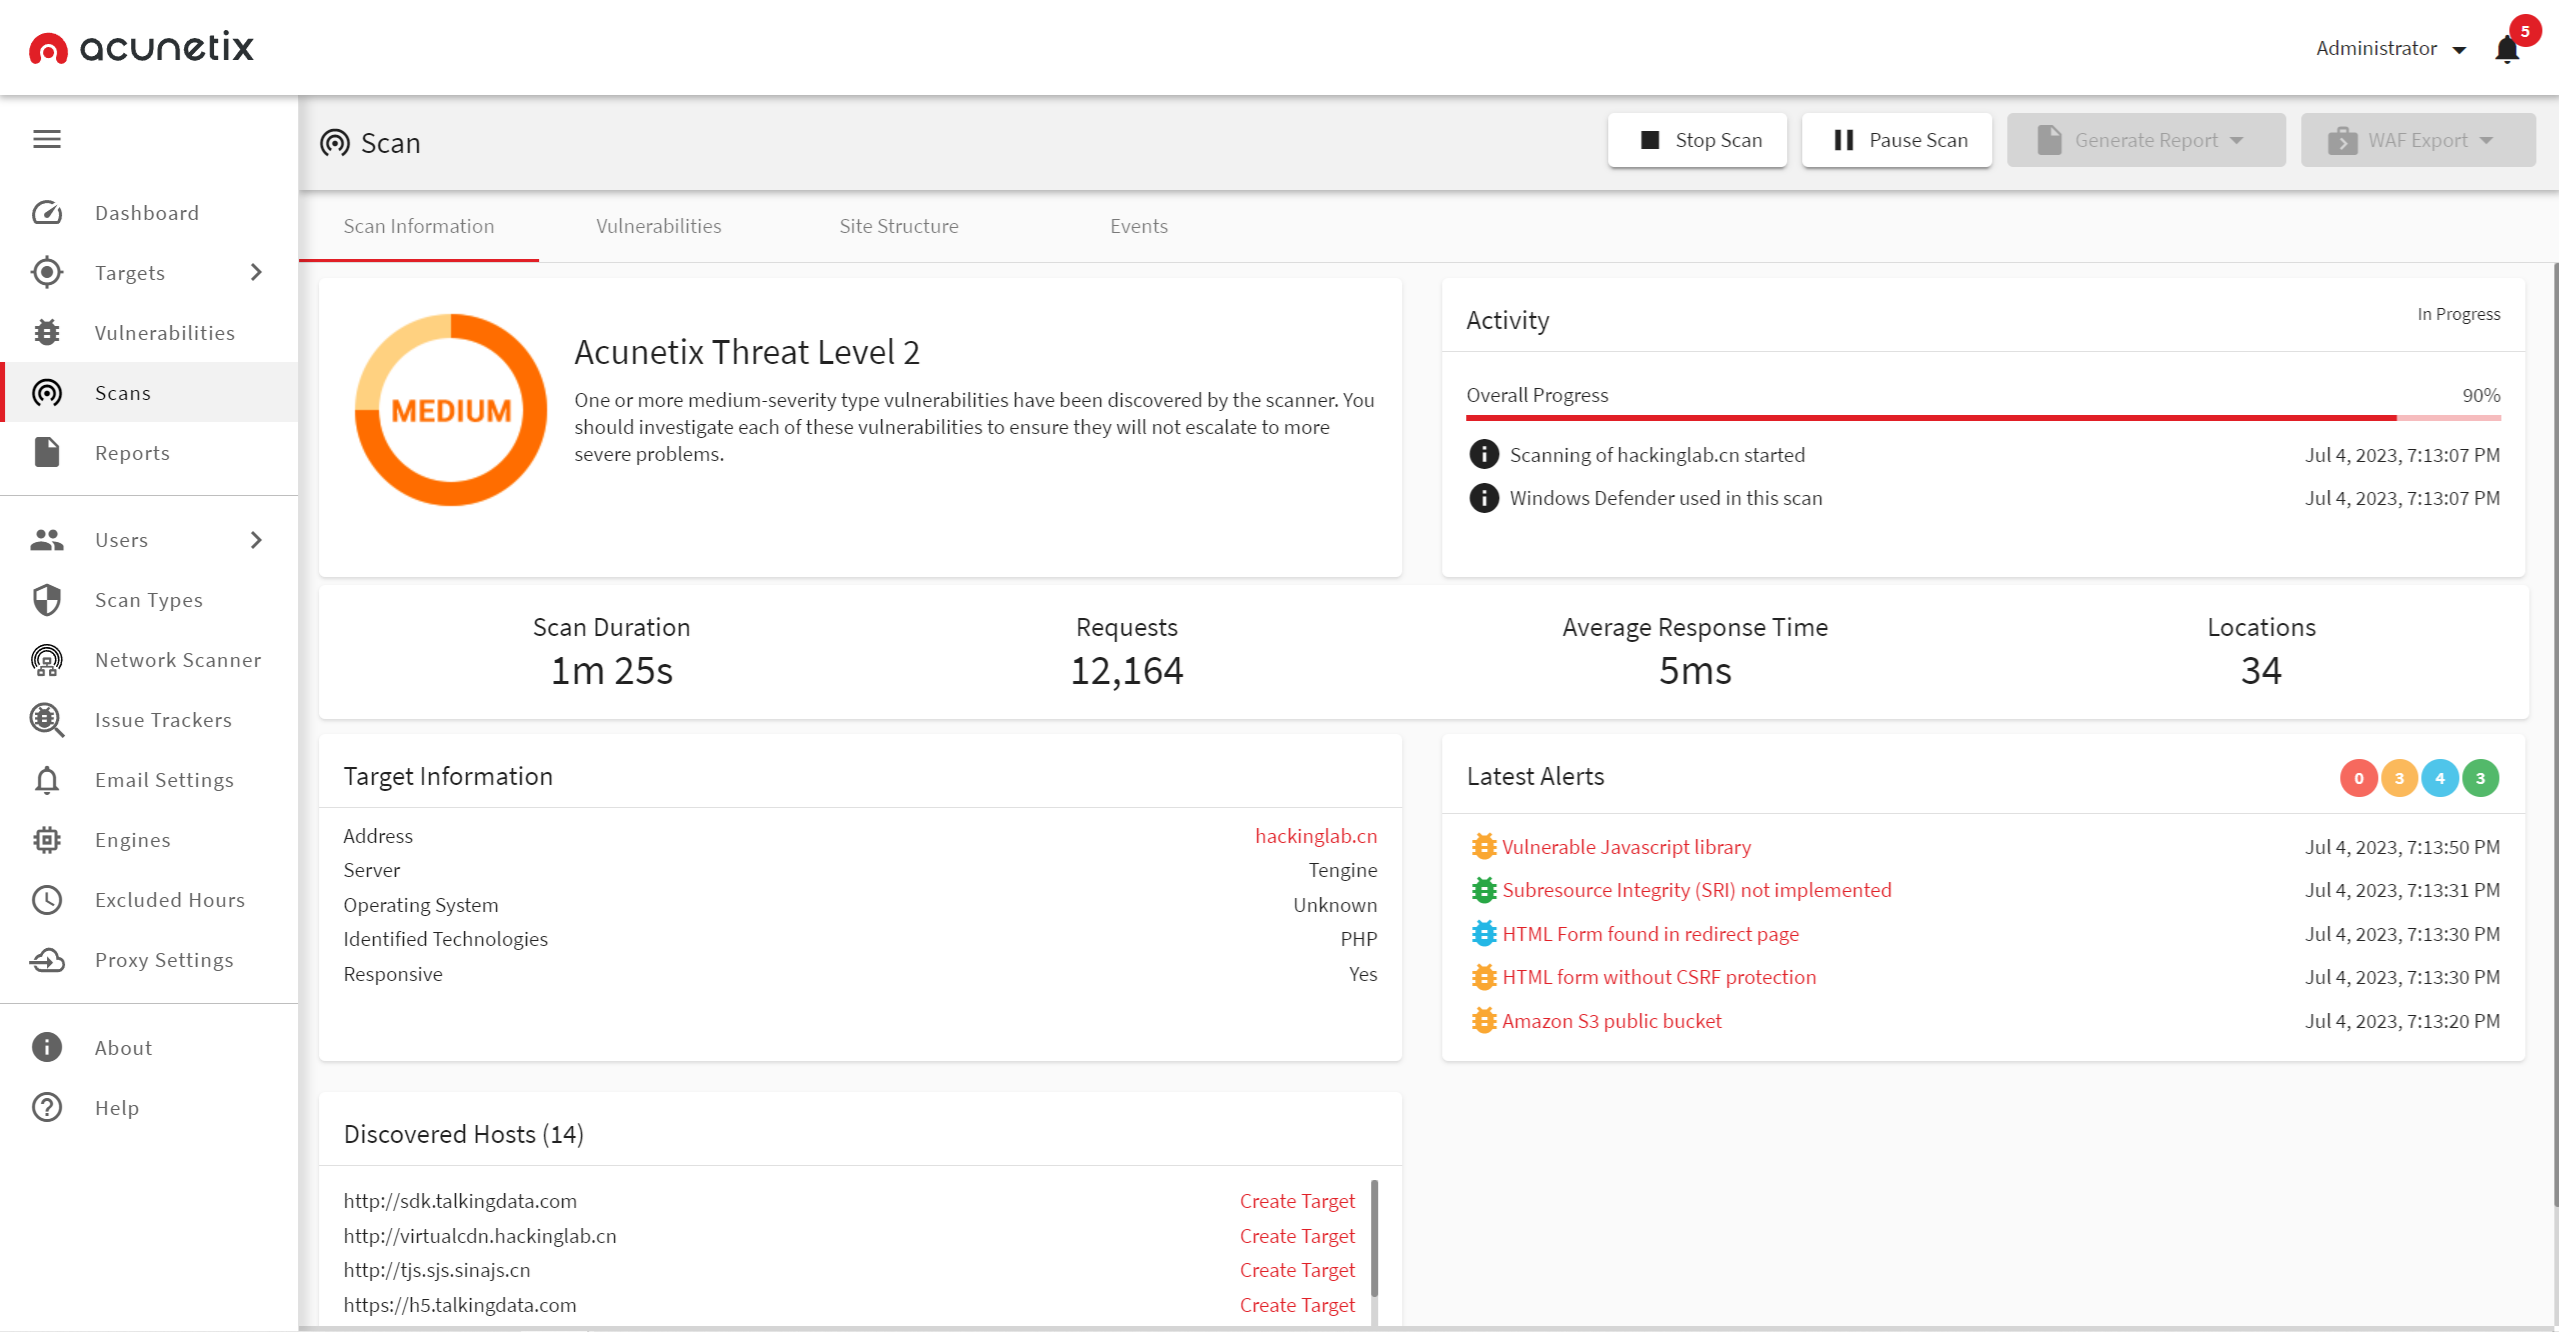 acunetix
Administrator
5
Scan
Stop Scan
Pause Scan
Generate Report
WAF Export
Dashboard
Targets
Vulnerabilities
Scans
Reports
Users
Scan Types
Network Scanner
Issue Trackers
Email Settings
Engines
Excluded Hours
Proxy Settings
About
Help
Scan Information
Vulnerabilities
Site Structure
Events
MEDIUM
Acunetix Threat Level 2
One or more medium-severity type vulnerabilities have been discovered by the scanner. You
should investigate each of these vulnerabilities to ensure they will not escalate to more
severe problems.
Activity
In Progress
Overall Progress 90%
Scanning of hackinglab.cn started Jul 4, 2023, 7:13:07 PM
Windows Defender used in this scan Jul 4, 2023, 7:13:07 PM
Scan Duration
1m 25s
Requests
12,164
Average Response Time
5ms
Locations
34
Target Information
Address hackinglab.cn
Server Tengine
Operating System Unknown
Identified Technologies PHP
Responsive Yes
Latest Alerts 0 3 4 3
Vulnerable Javascript library Jul 4, 2023, 7:13:50 PM
Subresource Integrity (SRI) not implemented Jul 4, 2023, 7:13:31 PM
HTML Form found in redirect page Jul 4, 2023, 7:13:30 PM
HTML form without CSRF protection Jul 4, 2023, 7:13:30 PM
Amazon S3 public bucket Jul 4, 2023, 7:13:20 PM
Discovered Hosts (14)
http://sdk.talkingdata.com Create Target
http://virtualcdn.hackinglab.cn Create Target
http://tjs.sjs.sinajs.cn Create Target
https://h5.talkingdata.com Create Target